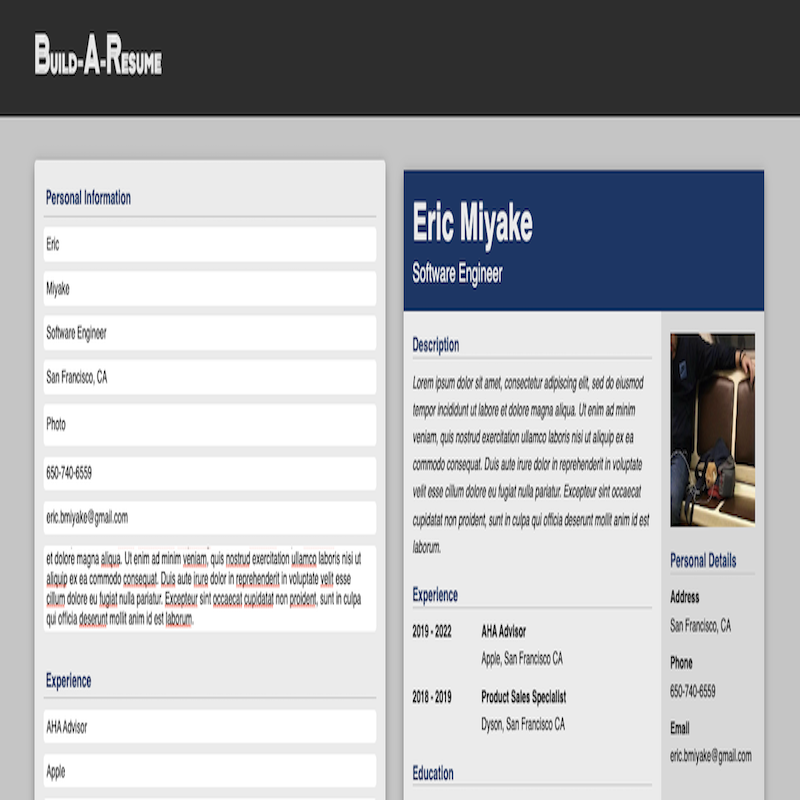 Build-A-Resume
Personal Information
Eric
Miyake
Software Engineer
San Francisco, CA
Photo
650-740-6559
eric.bmiyake@gmail.com
et dolore magna aliqua. Ut enim ad minim veniam, quis nostrud exercitation ullamco laboris nisi ut
aliquip ex ea commodo consequat. Duis aute irure dolor in reprehenderit in voluptate velit esse
cillum dolore eu fugiat nulla pariatur. Excepteur sint occaecat cupidatat non proident, sunt in culpa
qui officia deserunt mollit anim id est laborum.
Experience
AHA Advisor
Apple
Eric Miyake
Software Engineer
Description
Lorem ipsum dolor sit amet, consectetur adipiscing elit, sed do eiusmod
tempor incididunt ut labore et dolore magna aliqua. Ut enim ad minim
veniam, quis nostrud exercitation ullamco laboris nisi ut aliquip ex ea
commodo consequat. Duis aute irure dolor in reprehenderit in voluptate
velit esse cillum dolore eu fugiat nulla pariatur. Excepteur sint occaecat
cupidatat non proident, sunt in culpa qui officia deserunt mollit anim id est
laborum.
Experience
2019 - 2022 AHA Advisor
Apple, San Francisco CA
2018 - 2019 Product Sales Specialist
Dyson, San Francisco CA
Education
Personal Details
Address
San Francisco, CA
Phone
650-740-6559
Email
eric.bmiyake@gmail.com